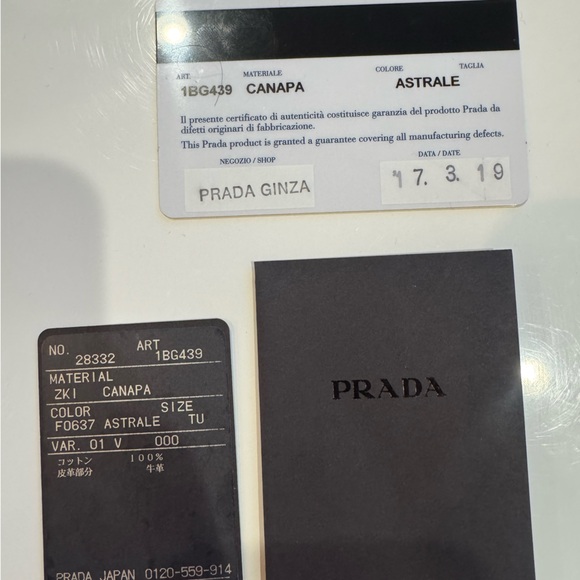 ART. MATERIALE COLORE TAGLIA
1BG439 CANAPA ASTRALE
Il presente certificato di autenticità costituisce garanzia del prodotto Prada da
difetti originari di fabbricazione.
This Prada product is granted a guarantee covering all manufacturing defects.
NEGOZIO / SHOP DATA / DATE
PRADA GINZA 17. 3. 19
NO. 28332 ART 1BG439
MATERIAL
ZKI CANAPA
COLOR SIZE
F0637 ASTRALE TU
VAR. 01 V 000
コットン 100%
皮革部分 牛革
PRADA JAPAN 0120-559-914
PRADA